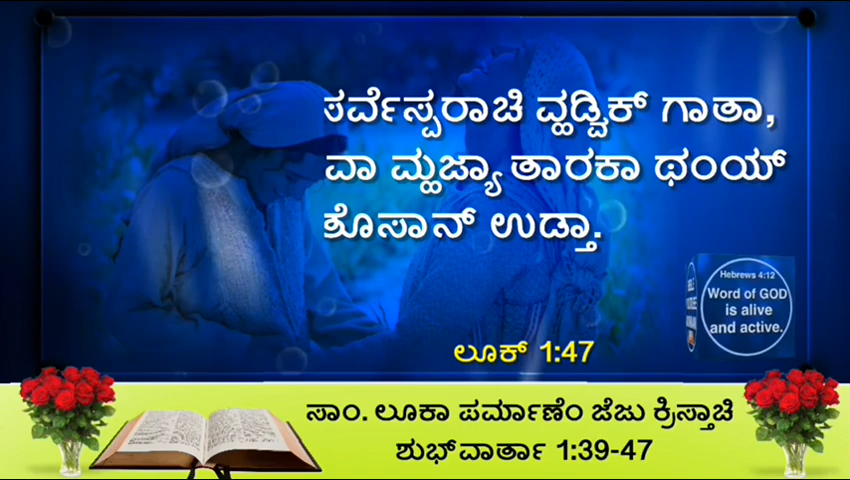 ಸರ್ವೆಸ್ಪರಾಚಿ ವ್ಹಡ್ವಿಕ್ ಗಾತಾ,
ವಾ ಮ್ಹಜ್ಯಾ ತಾರಕಾ ಥಂಯ್
ಶೊಸಾನ್ ಉಡ್ತಾ.
Hebrews 4:12
Word of GOD
is alive
and active.
ಲೂಕ್ 1:47
ಸಾಂ. ಲೂಕಾ ಪರ್ಮಾಣೆಂ ಜೆಜು ಕ್ರಿಸ್ತಾಚಿ
ಶುಭ್‌ವಾರ್ತಾ 1:39-47